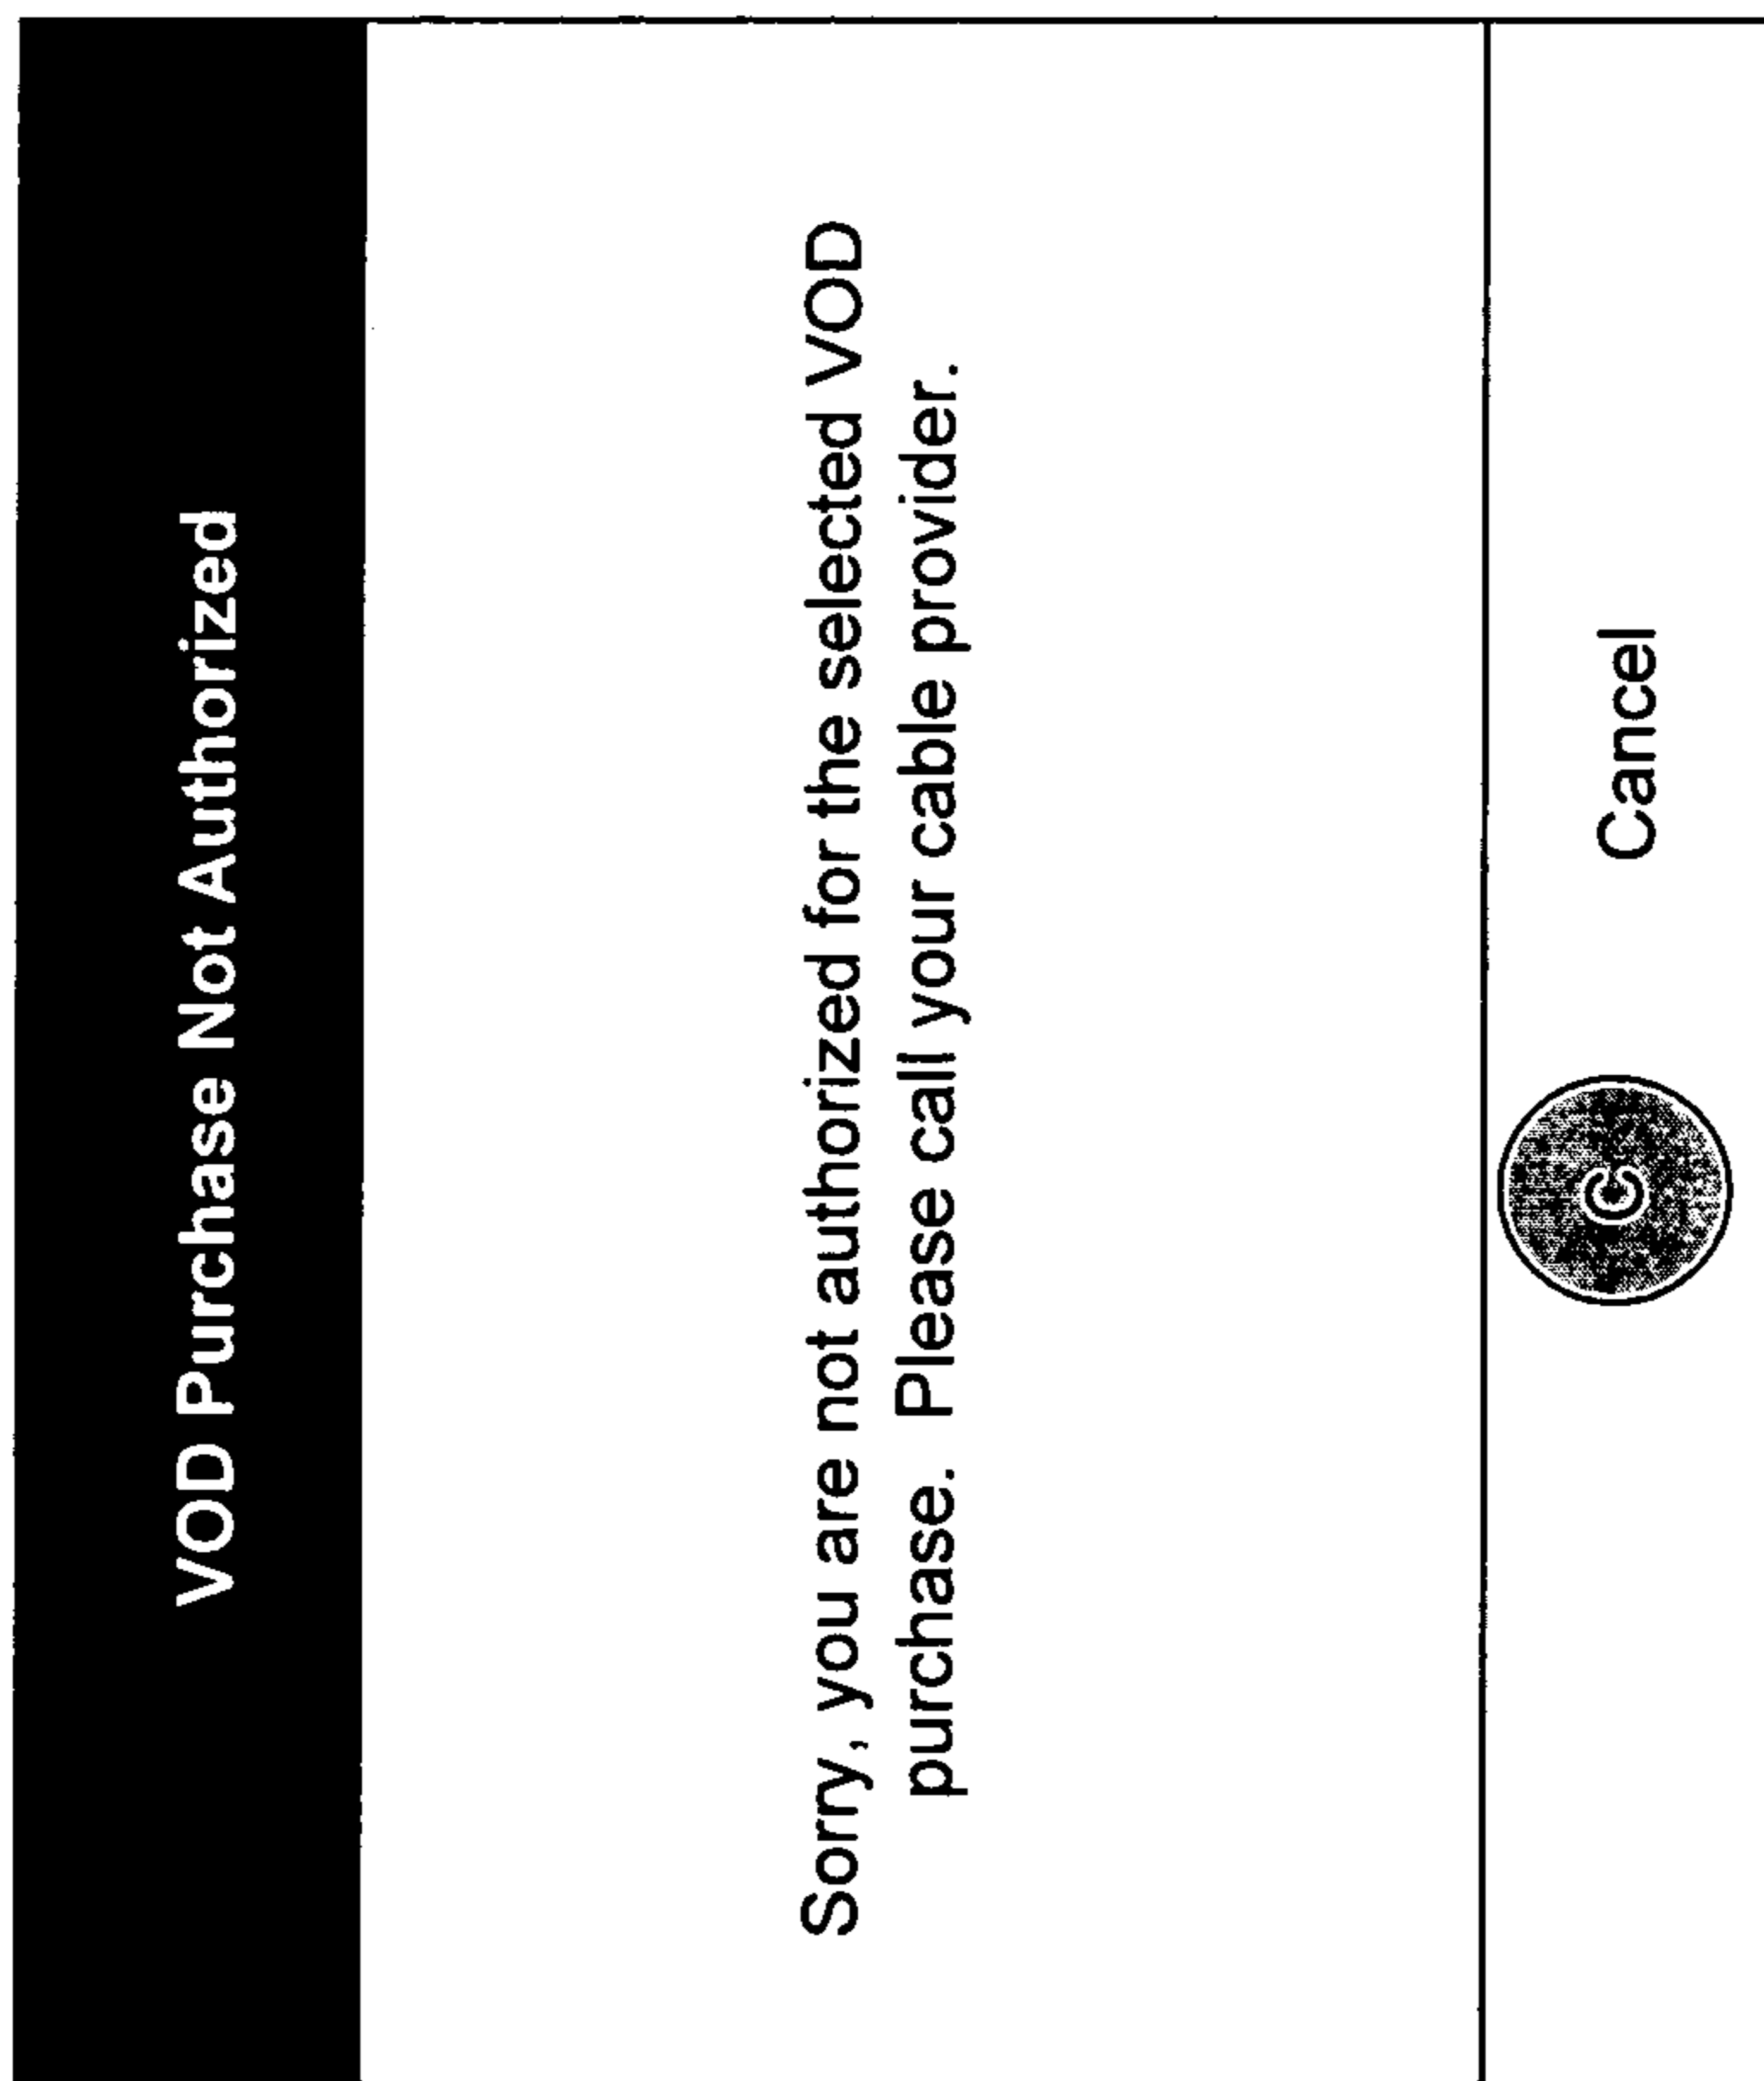 VOD Purchase Not Authorized
Sorry, you are not authorized for the selected VOD
purchase.  Please call your cable provider.
C Cancel